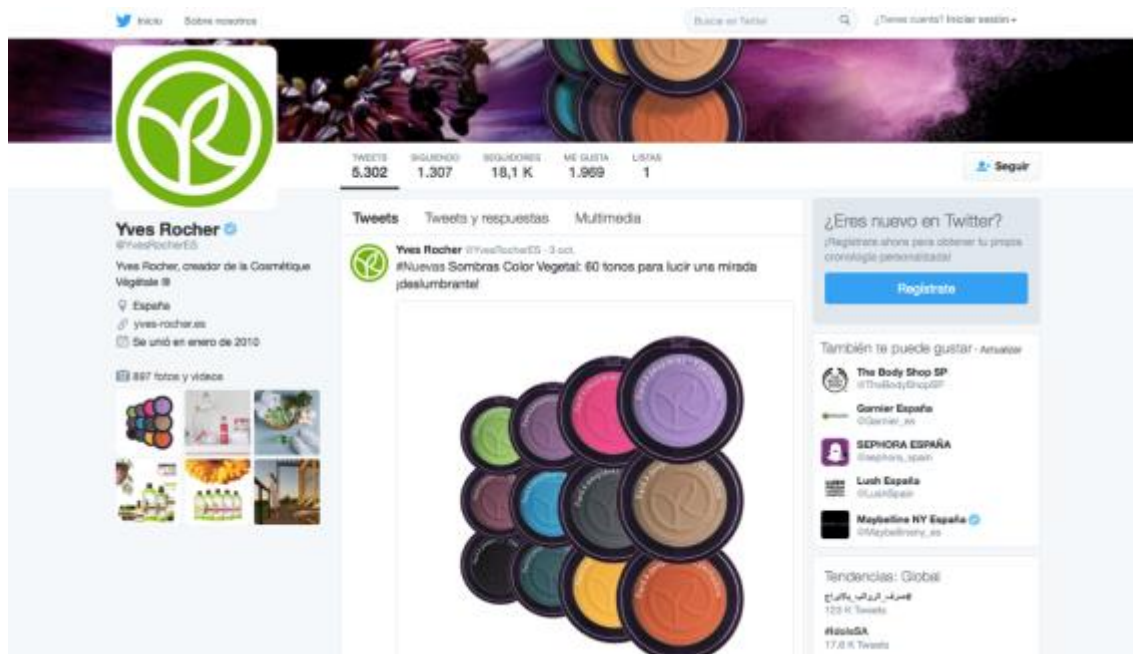 Inicio Sobre nosotros
Buscar en Twitter
¿Tienes cuenta? Iniciar sesión
TWEETS SIGUIENDO SEGUIDORES ME GUSTA LISTAS
5.302 1.307 18,1 K 1.969 1
Seguir
Yves Rocher
@YvesRocherES
Yves Rocher, creador de la Cosmétique
Végétale ®
España
yves-rocher.es
Se unió en enero de 2010
897 fotos y videos
Tweets Tweets y respuestas Multimedia
Yves Rocher @YvesRocherES · 3 oct.
#Nuevas Sombras Color Vegetal: 60 tonos para lucir una mirada
¡deslumbrante!
¿Eres nuevo en Twitter?
¡Regístrate ahora para obtener tu propia
cronología personalizada!
Regístrate
También te puede gustar · Actualizar
The Body Shop SP
@TheBodyShopSP
Garnier España
@Garnier_es
SEPHORA ESPAÑA
@sephora_spain
Lush España
@LushSpain
Maybelline NY España
@Maybellineny_es
Tendencias: Global
123 K Tweets
17,6 K Tweets